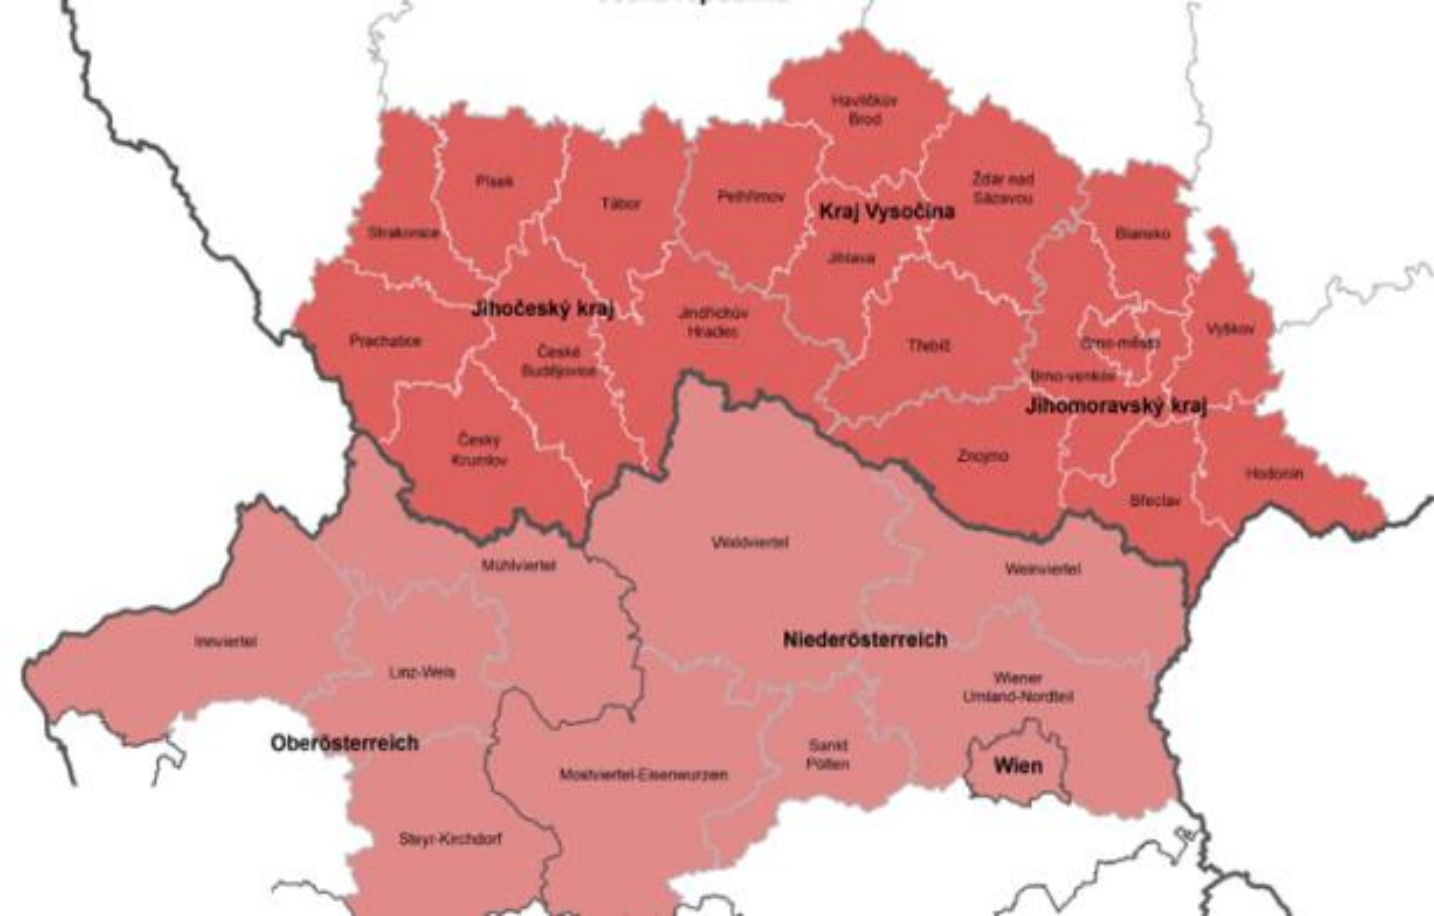 Havlíčkův
Brod
Písek
Tábor
Pelhřimov
Žďár nad
Sázavou
Kraj Vysočina
Strakonice
Blansko
Jihlava
Jihočeský kraj
Jindřichův
Hradec
Vyškov
Prachatice
Třebíč
Brno-město
České
Budějovice
Brno-venkov
Jihomoravský kraj
Český
Krumlov
Znojmo
Hodonín
Břeclav
Waldviertel
Mühlviertel
Weinviertel
Innviertel
Niederösterreich
Linz-Wels
Wiener
Umland-Nordteil
Oberösterreich
Sankt
Pölten
Wien
Mostviertel-Eisenwurzen
Steyr-Kirchdorf